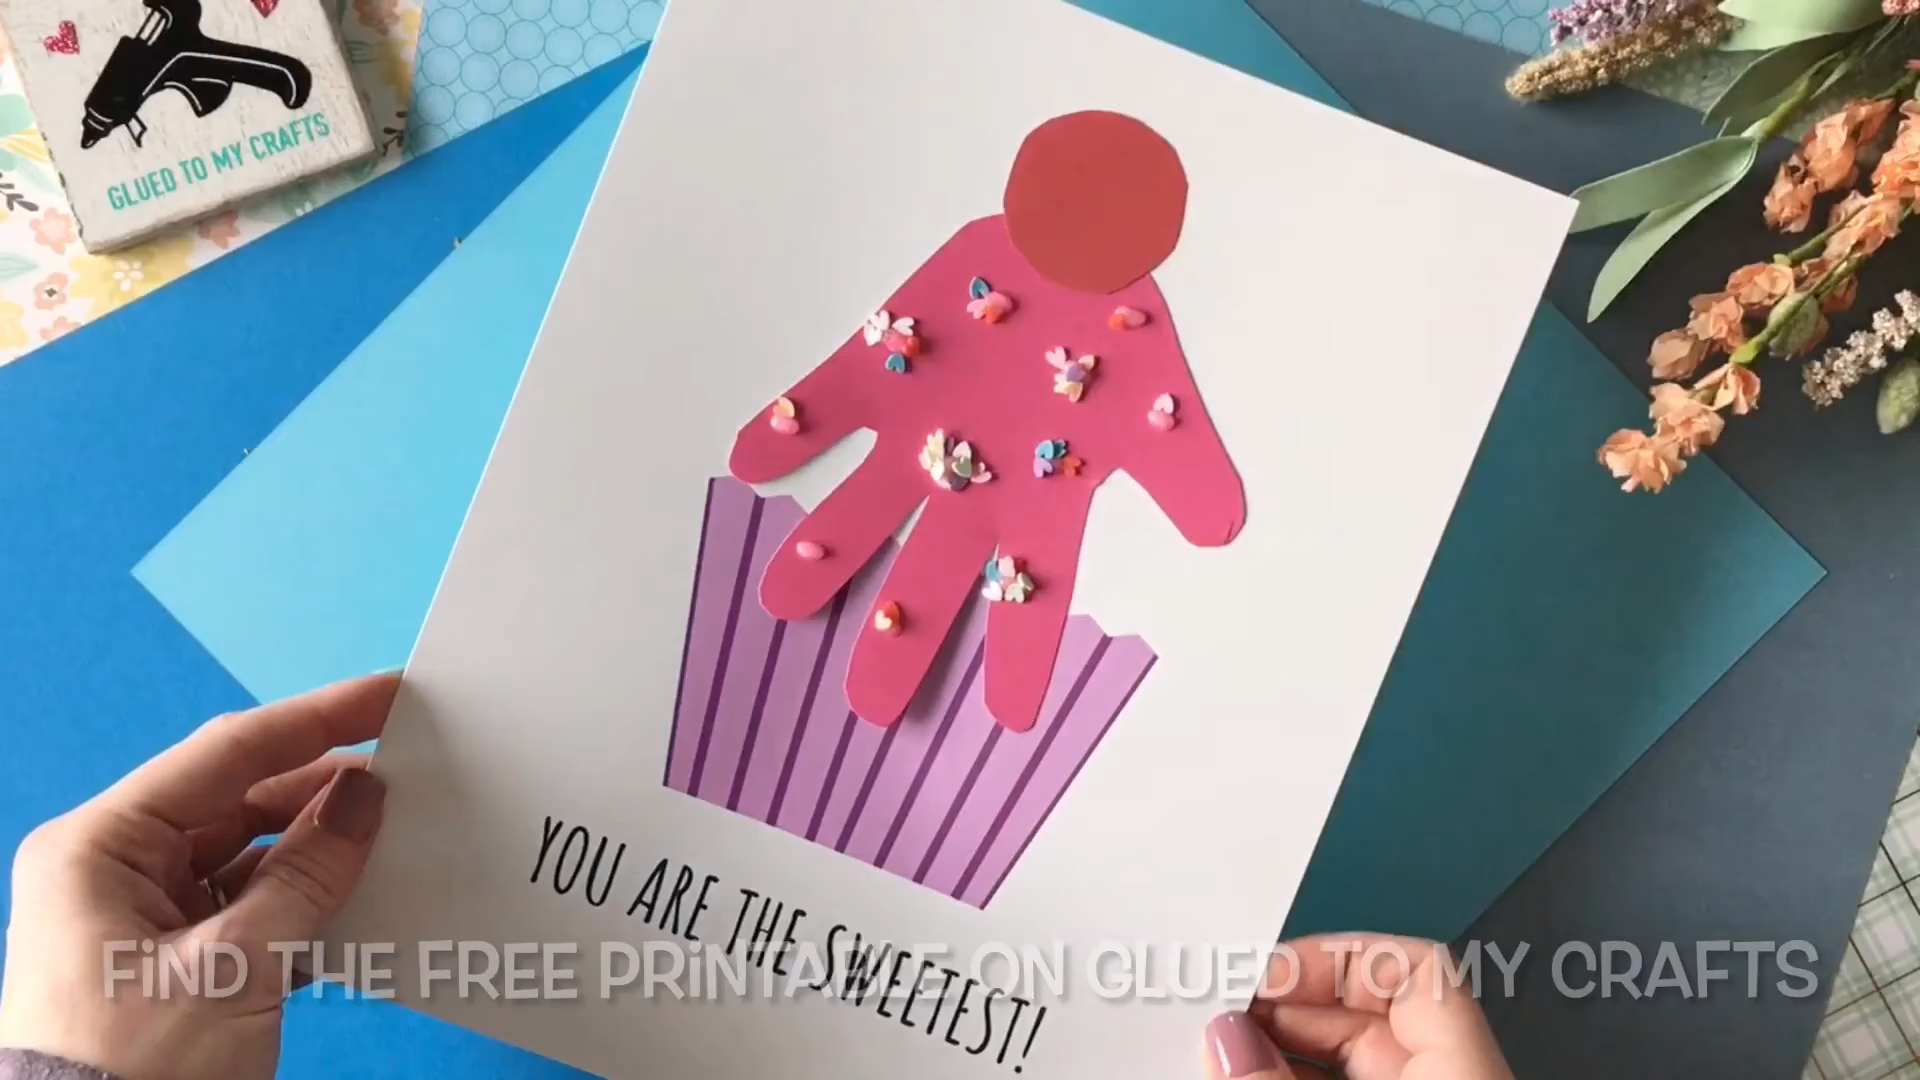 GLUED TO MY CRAFTS
YOU ARE THE SWEETEST!
FIND THE FREE PRINTABLE ON GLUED TO MY CRAFTS